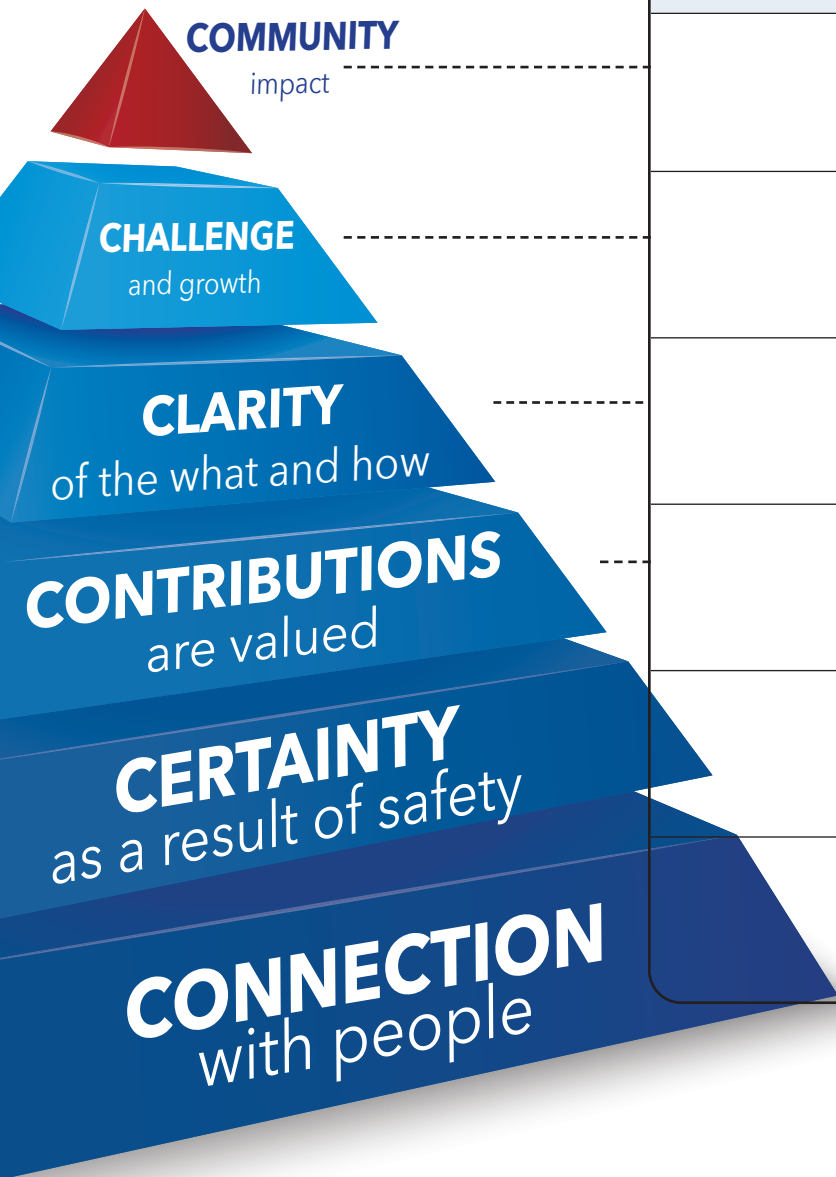 COMMUNITY
impact
CHALLENGE
and growth
CLARITY
of the what and how
CONTRIBUTIONS
are valued
CERTAINTY
as a result of safety
CONNECTION
with people